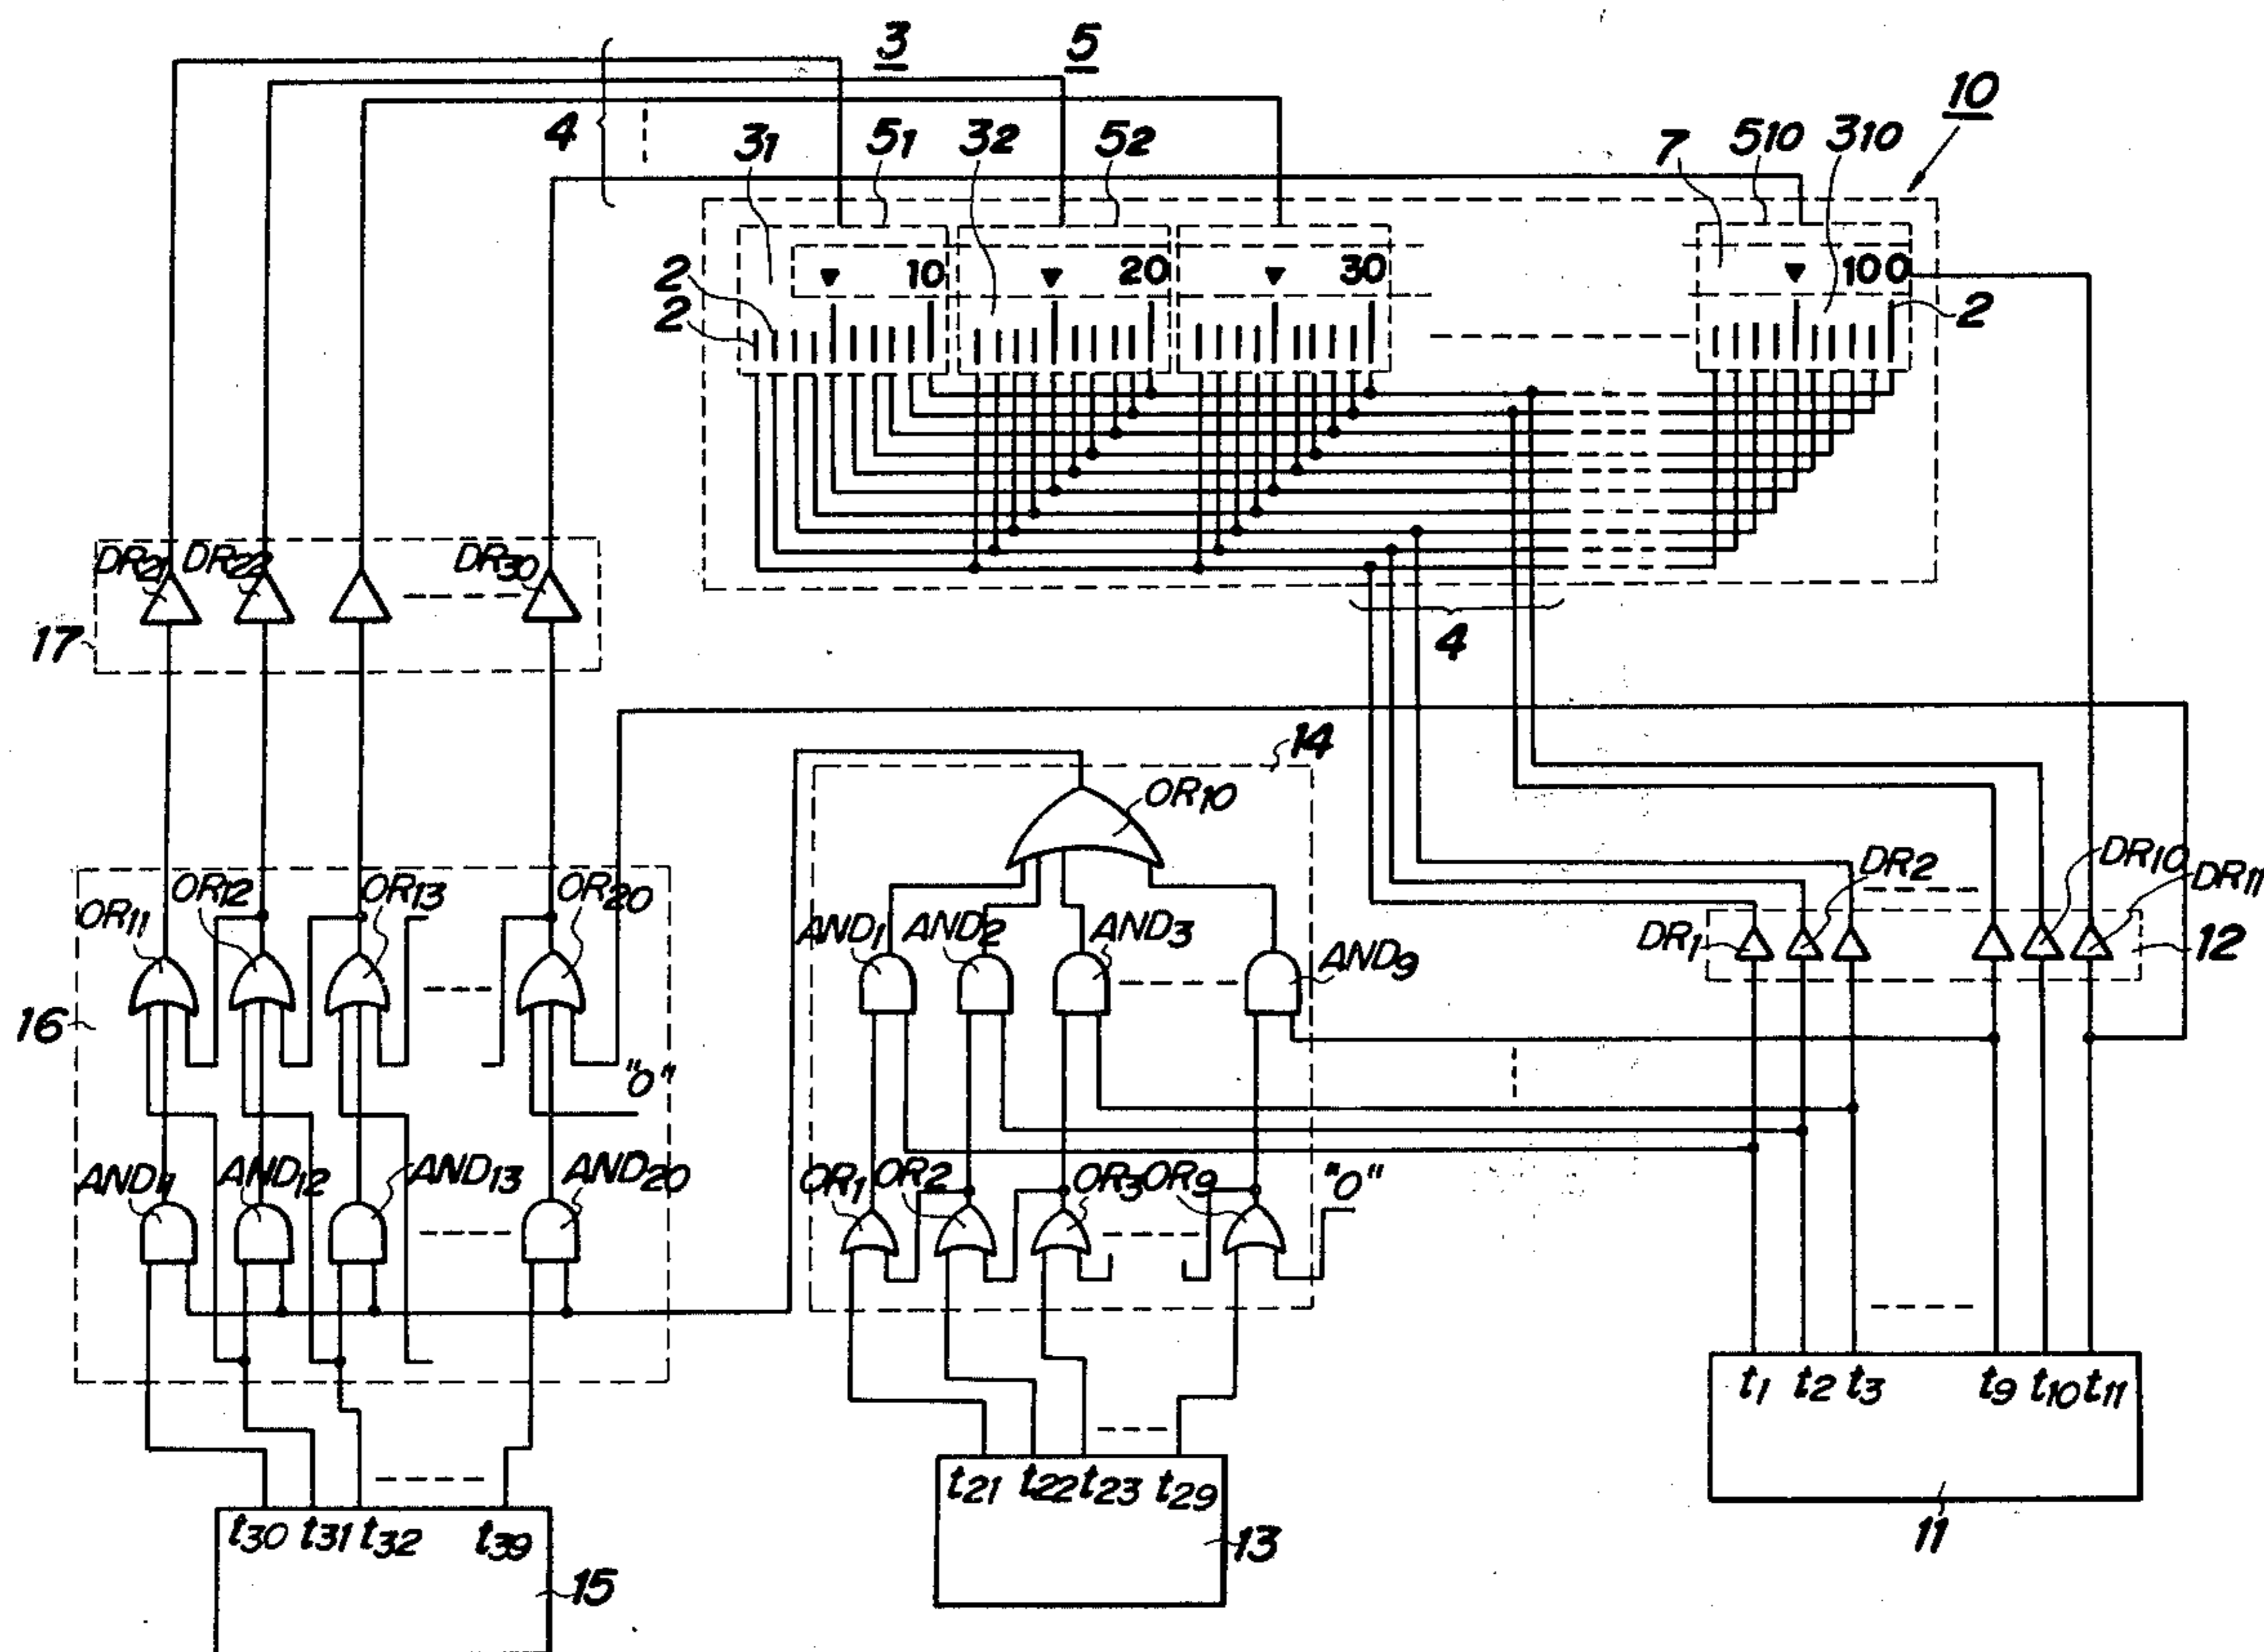 3 5
10
4 31 51 32 52 7 510 310
10 20 30 100
2
2 2
DR21 DR22 DR30
17
4
14
OR10
OR11 OR12 OR13 OR20
DR2 DR10 DR11
AND1 AND2 AND3 AND9
DR1 12
16
"0"
AND11 AND12 AND13 AND20
OR1 OR2 OR3 OR9 "0"
t1 t2 t3 t9 t10 t11
t21 t22 t23 t29
11
t30 t31 t32 t39
13
15